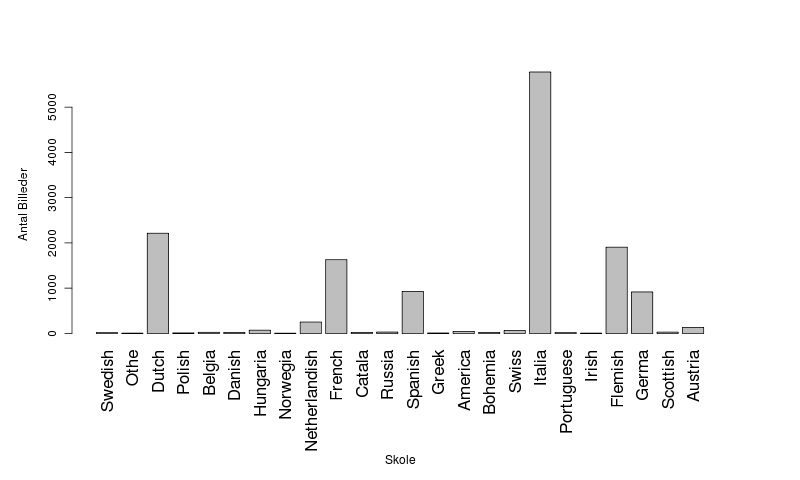 Antal Billeder
5000
4000
3000
2000
1000
0
Swedish
Othe
Dutch
Polish
Belgia
Danish
Hungaria
Norwegia
Netherlandish
French
Catala
Russia
Spanish
Greek
America
Bohemia
Swiss
Italia
Portuguese
Irish
Flemish
Germa
Scottish
Austria
Skole